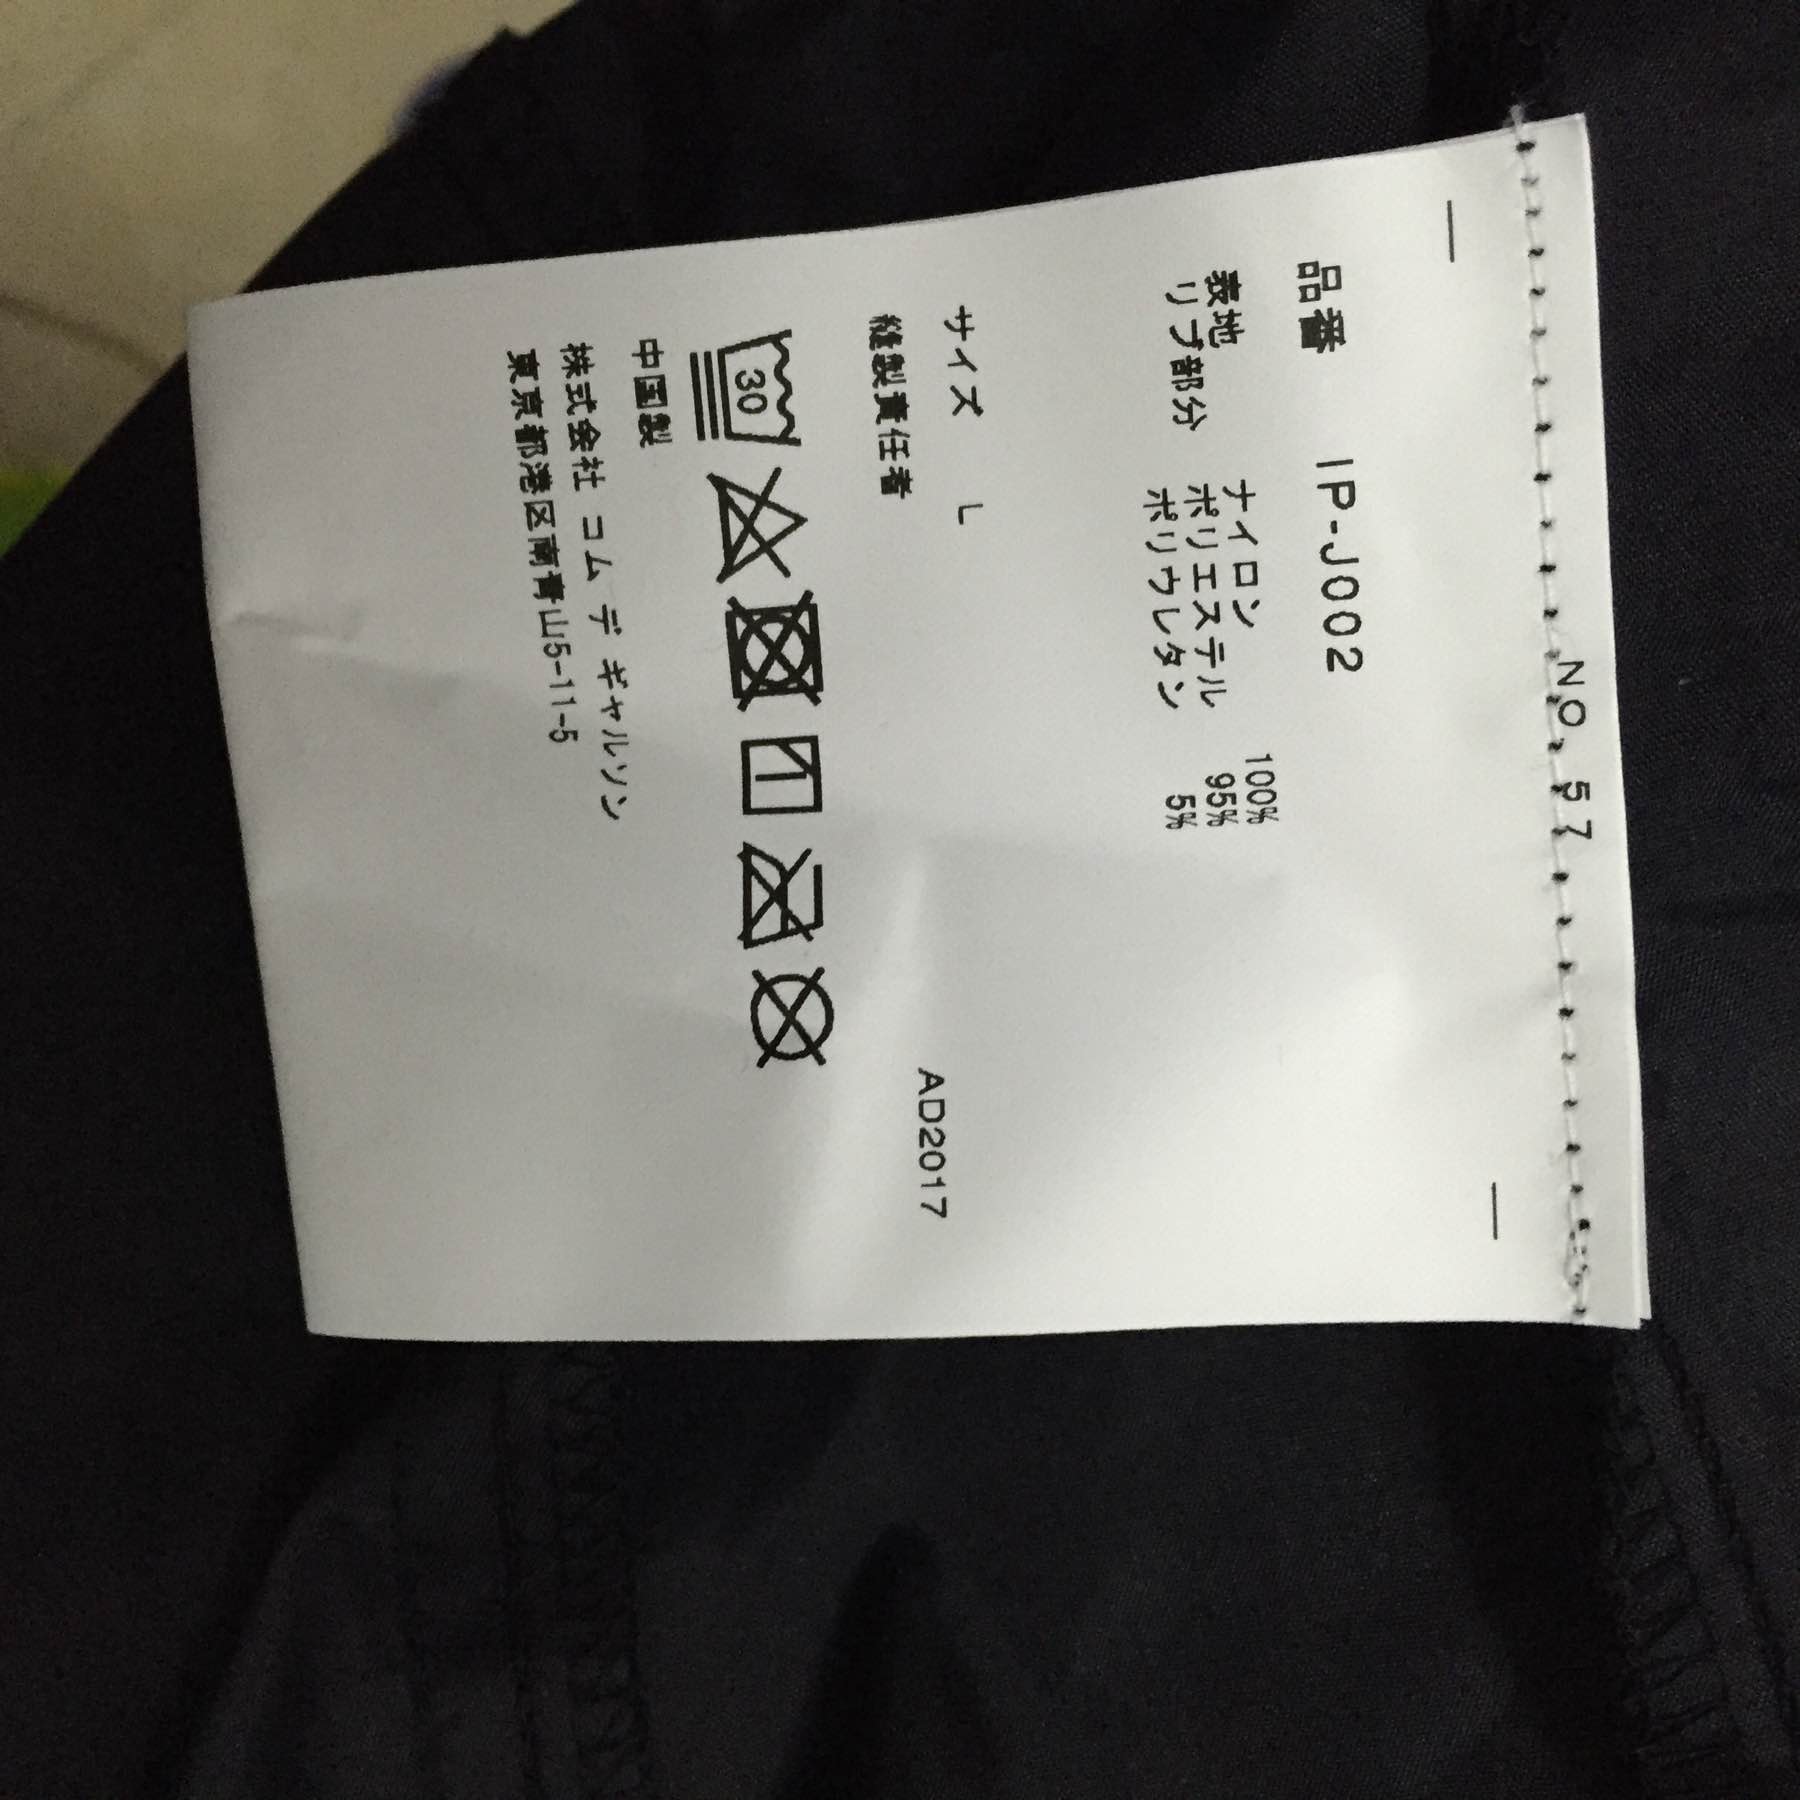 NO. 57
品番 IP-J002
表地 ナイロン 100%
リブ部分 ポリエステル 95%
ポリウレタン 5%
サイズ L
縫製責任者
AD2017
30
中国製
株式会社 コム デ ギャルソン
東京都港区南青山5-11-5